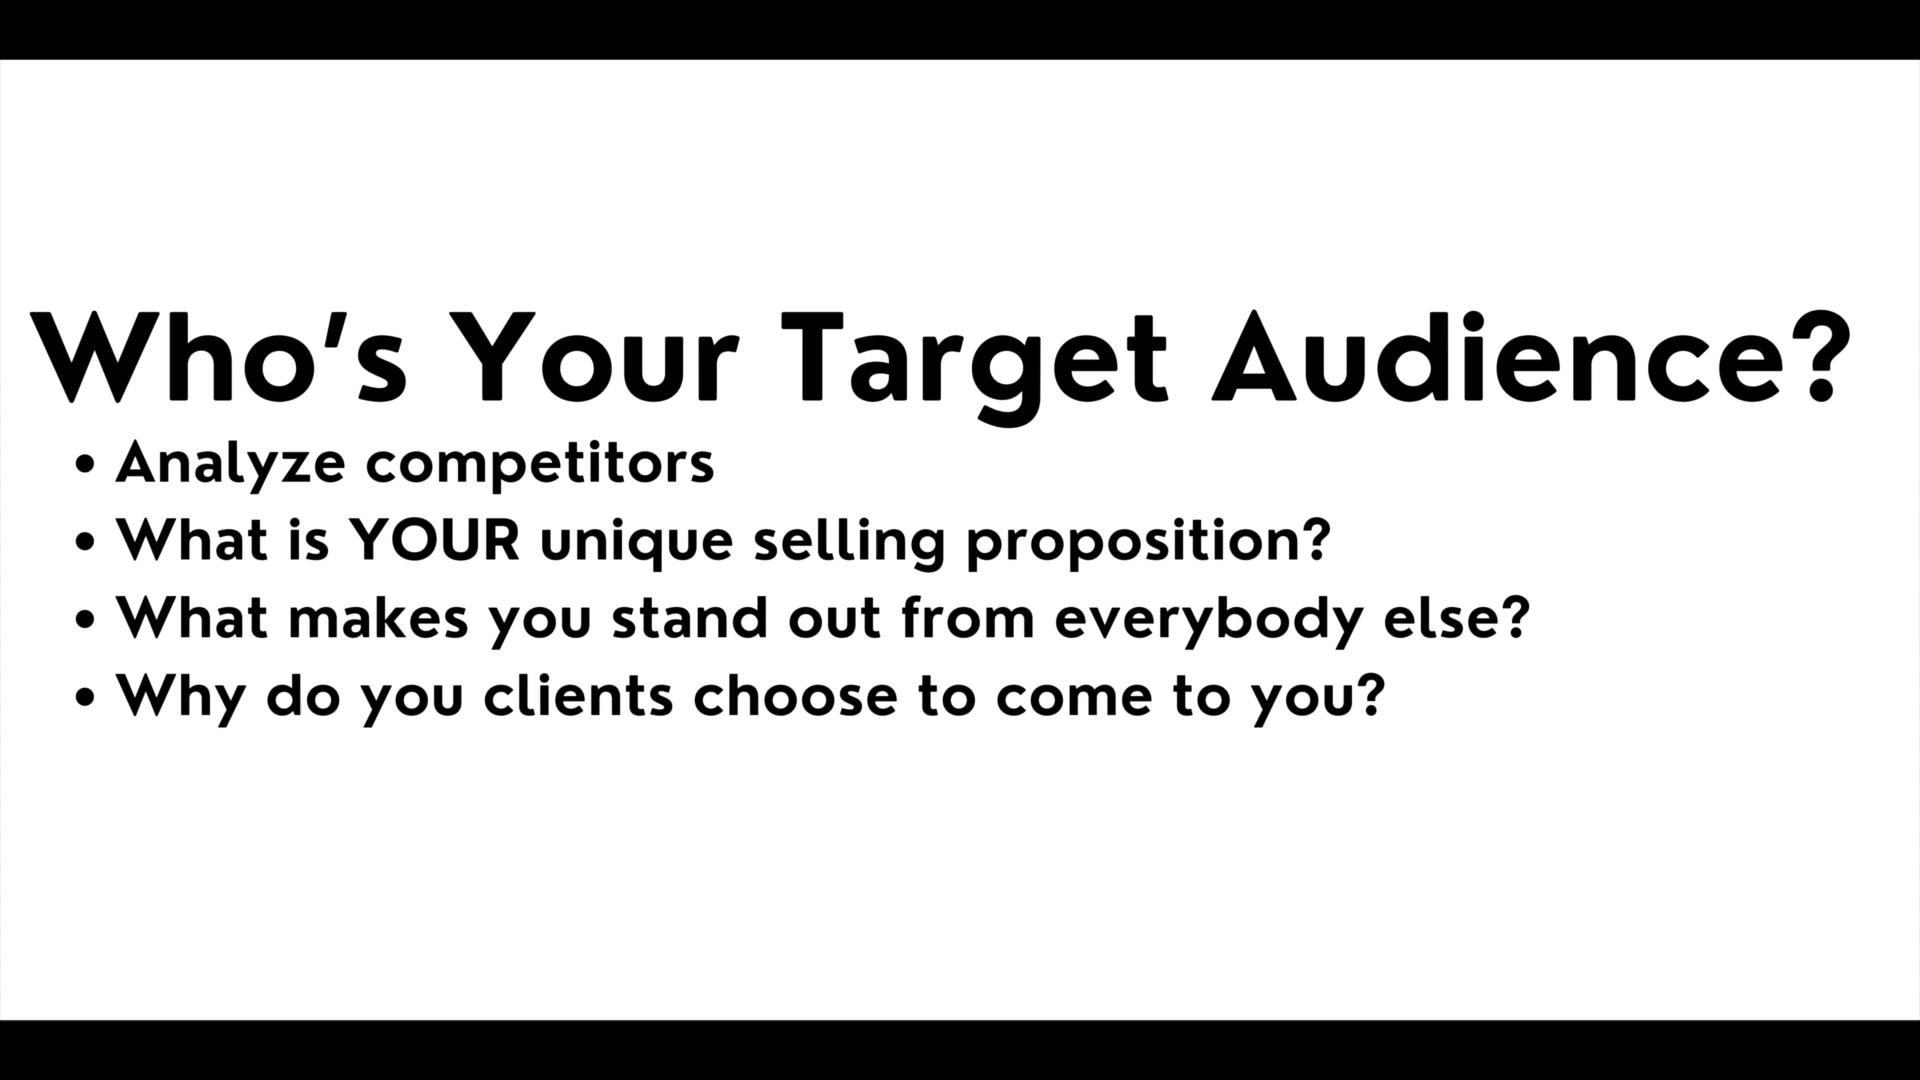 Who's Your Target Audience?
• Analyze competitors
• What is YOUR unique selling proposition?
• What makes you stand out from everybody else?
• Why do you clients choose to come to you?